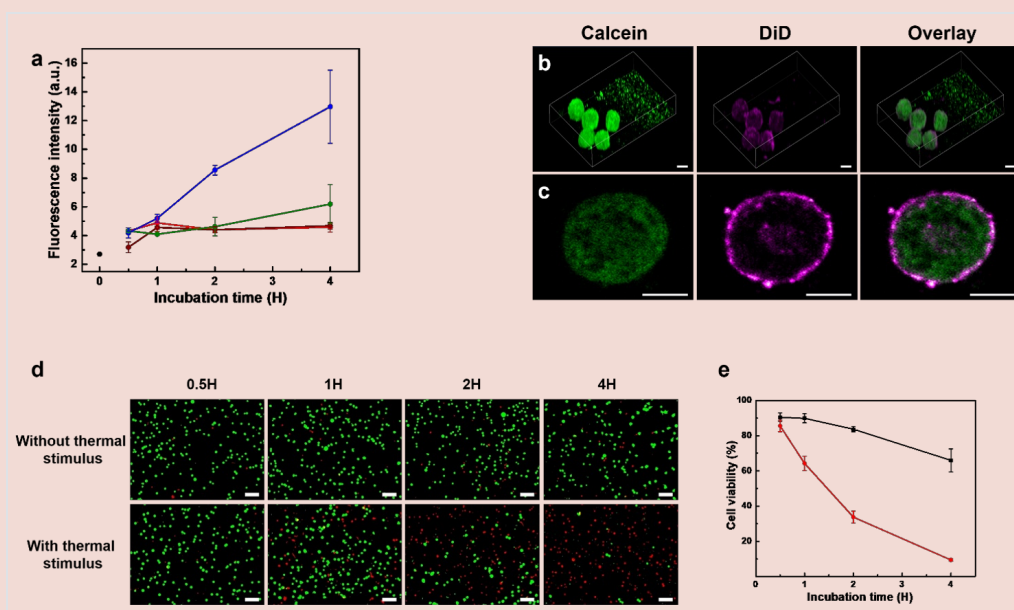 a
Fluorescence intensity (a.u.)
16
14
12
10
8
6
4
2
0
1
2
3
4
Incubation time (H)
Calcein
DiD
Overlay
b
c
d
0.5H
1H
2H
4H
Without thermal
stimulus
With thermal
stimulus
e
Cell viability (%)
100
80
60
40
20
0
1
2
3
4
Incubation time (H)